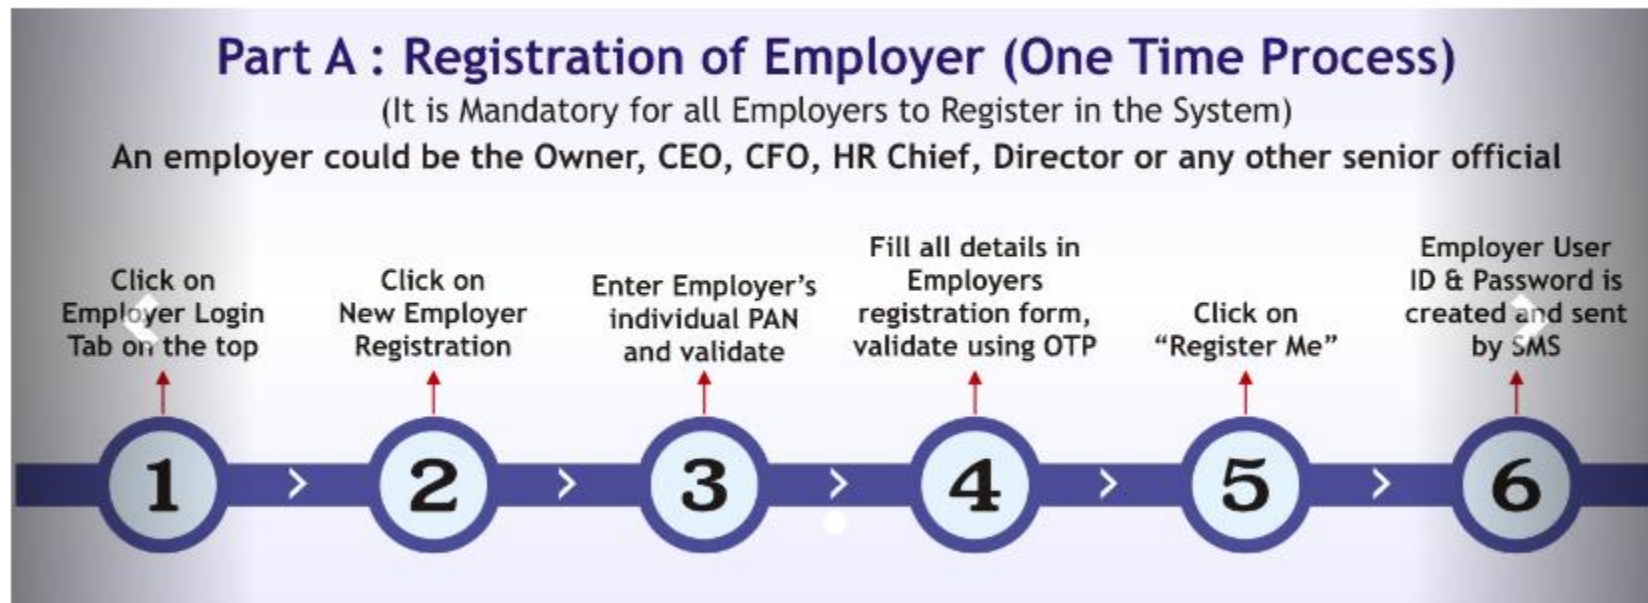 Part A : Registration of Employer (One Time Process)
(It is Mandatory for all Employers to Register in the System)
An employer could be the Owner, CEO, CFO, HR Chief, Director or any other senior official
Click on
Employer Login
Tab on the top
Click on
New Employer
Registration
Enter Employer's
individual PAN
and validate
Fill all details in
Employers
registration form,
validate using OTP
Click on
“Register Me”
Employer User
ID & Password is
created and sent
by SMS
1 > 2 > 3 > 4 > 5 > 6